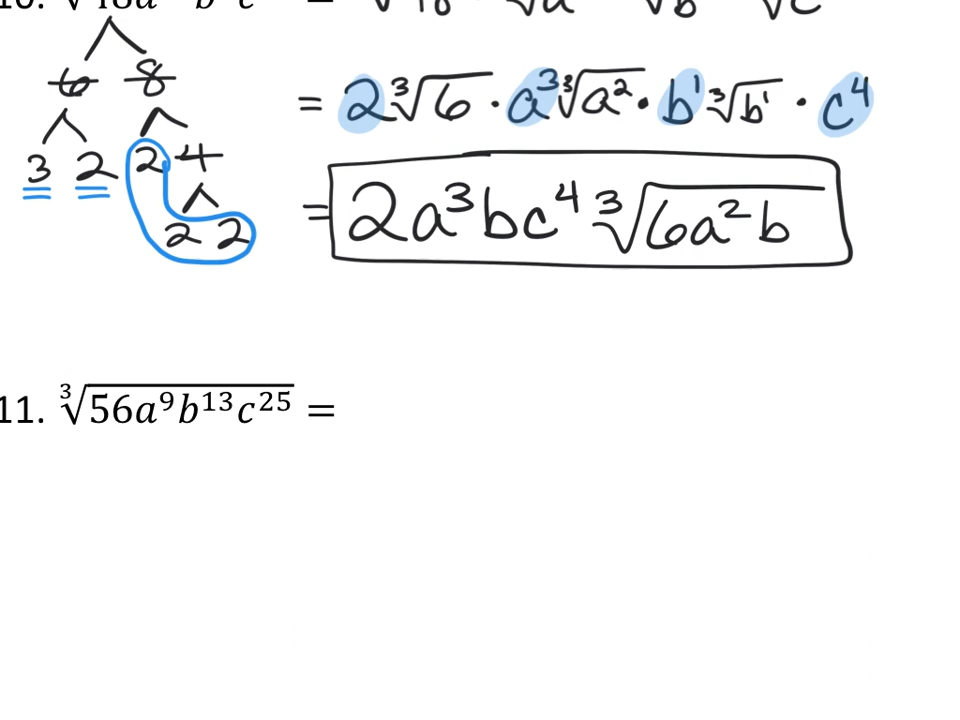 = 2∛6 · a³∛a² · b¹ ∛b¹ · c⁴
6 8
3 2 2 4
2 2
= 2a³bc⁴ ∛6a²b
11. ∛56a⁹b¹³c²⁵ =